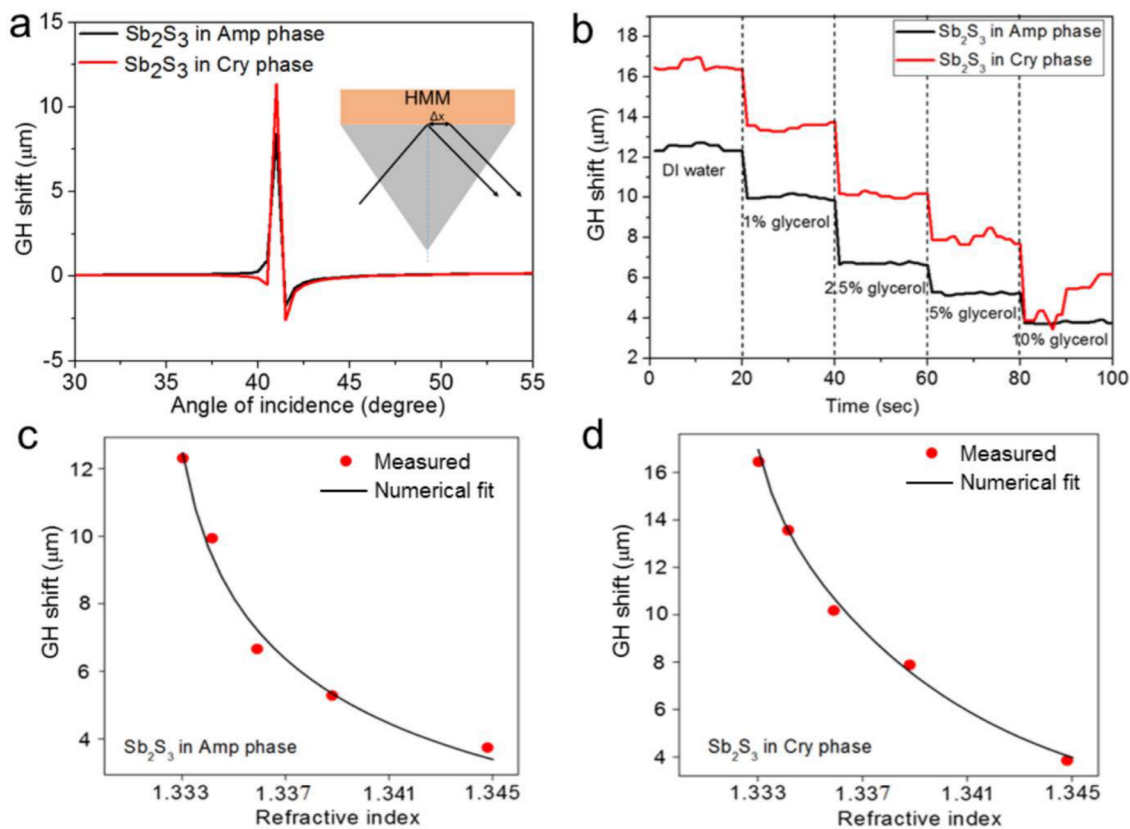 a
Sb₂S₃ in Amp phase
Sb₂S₃ in Cry phase
HMM
Δx
GH shift (μm)
15
10
5
0
-5
30 35 40 45 50 55
Angle of incidence (degree)
b
Sb₂S₃ in Amp phase
Sb₂S₃ in Cry phase
DI water
1% glycerol
2.5% glycerol
5% glycerol
10% glycerol
GH shift (μm)
18
16
14
12
10
8
6
4
2
0 20 40 60 80 100
Time (sec)
c
Measured
Numerical fit
GH shift (μm)
12
10
8
6
4
Sb₂S₃ in Amp phase
1.333 1.337 1.341 1.345
Refractive index
d
Measured
Numerical fit
GH shift (μm)
16
14
12
10
8
6
4
Sb₂S₃ in Cry phase
1.333 1.337 1.341 1.345
Refractive index